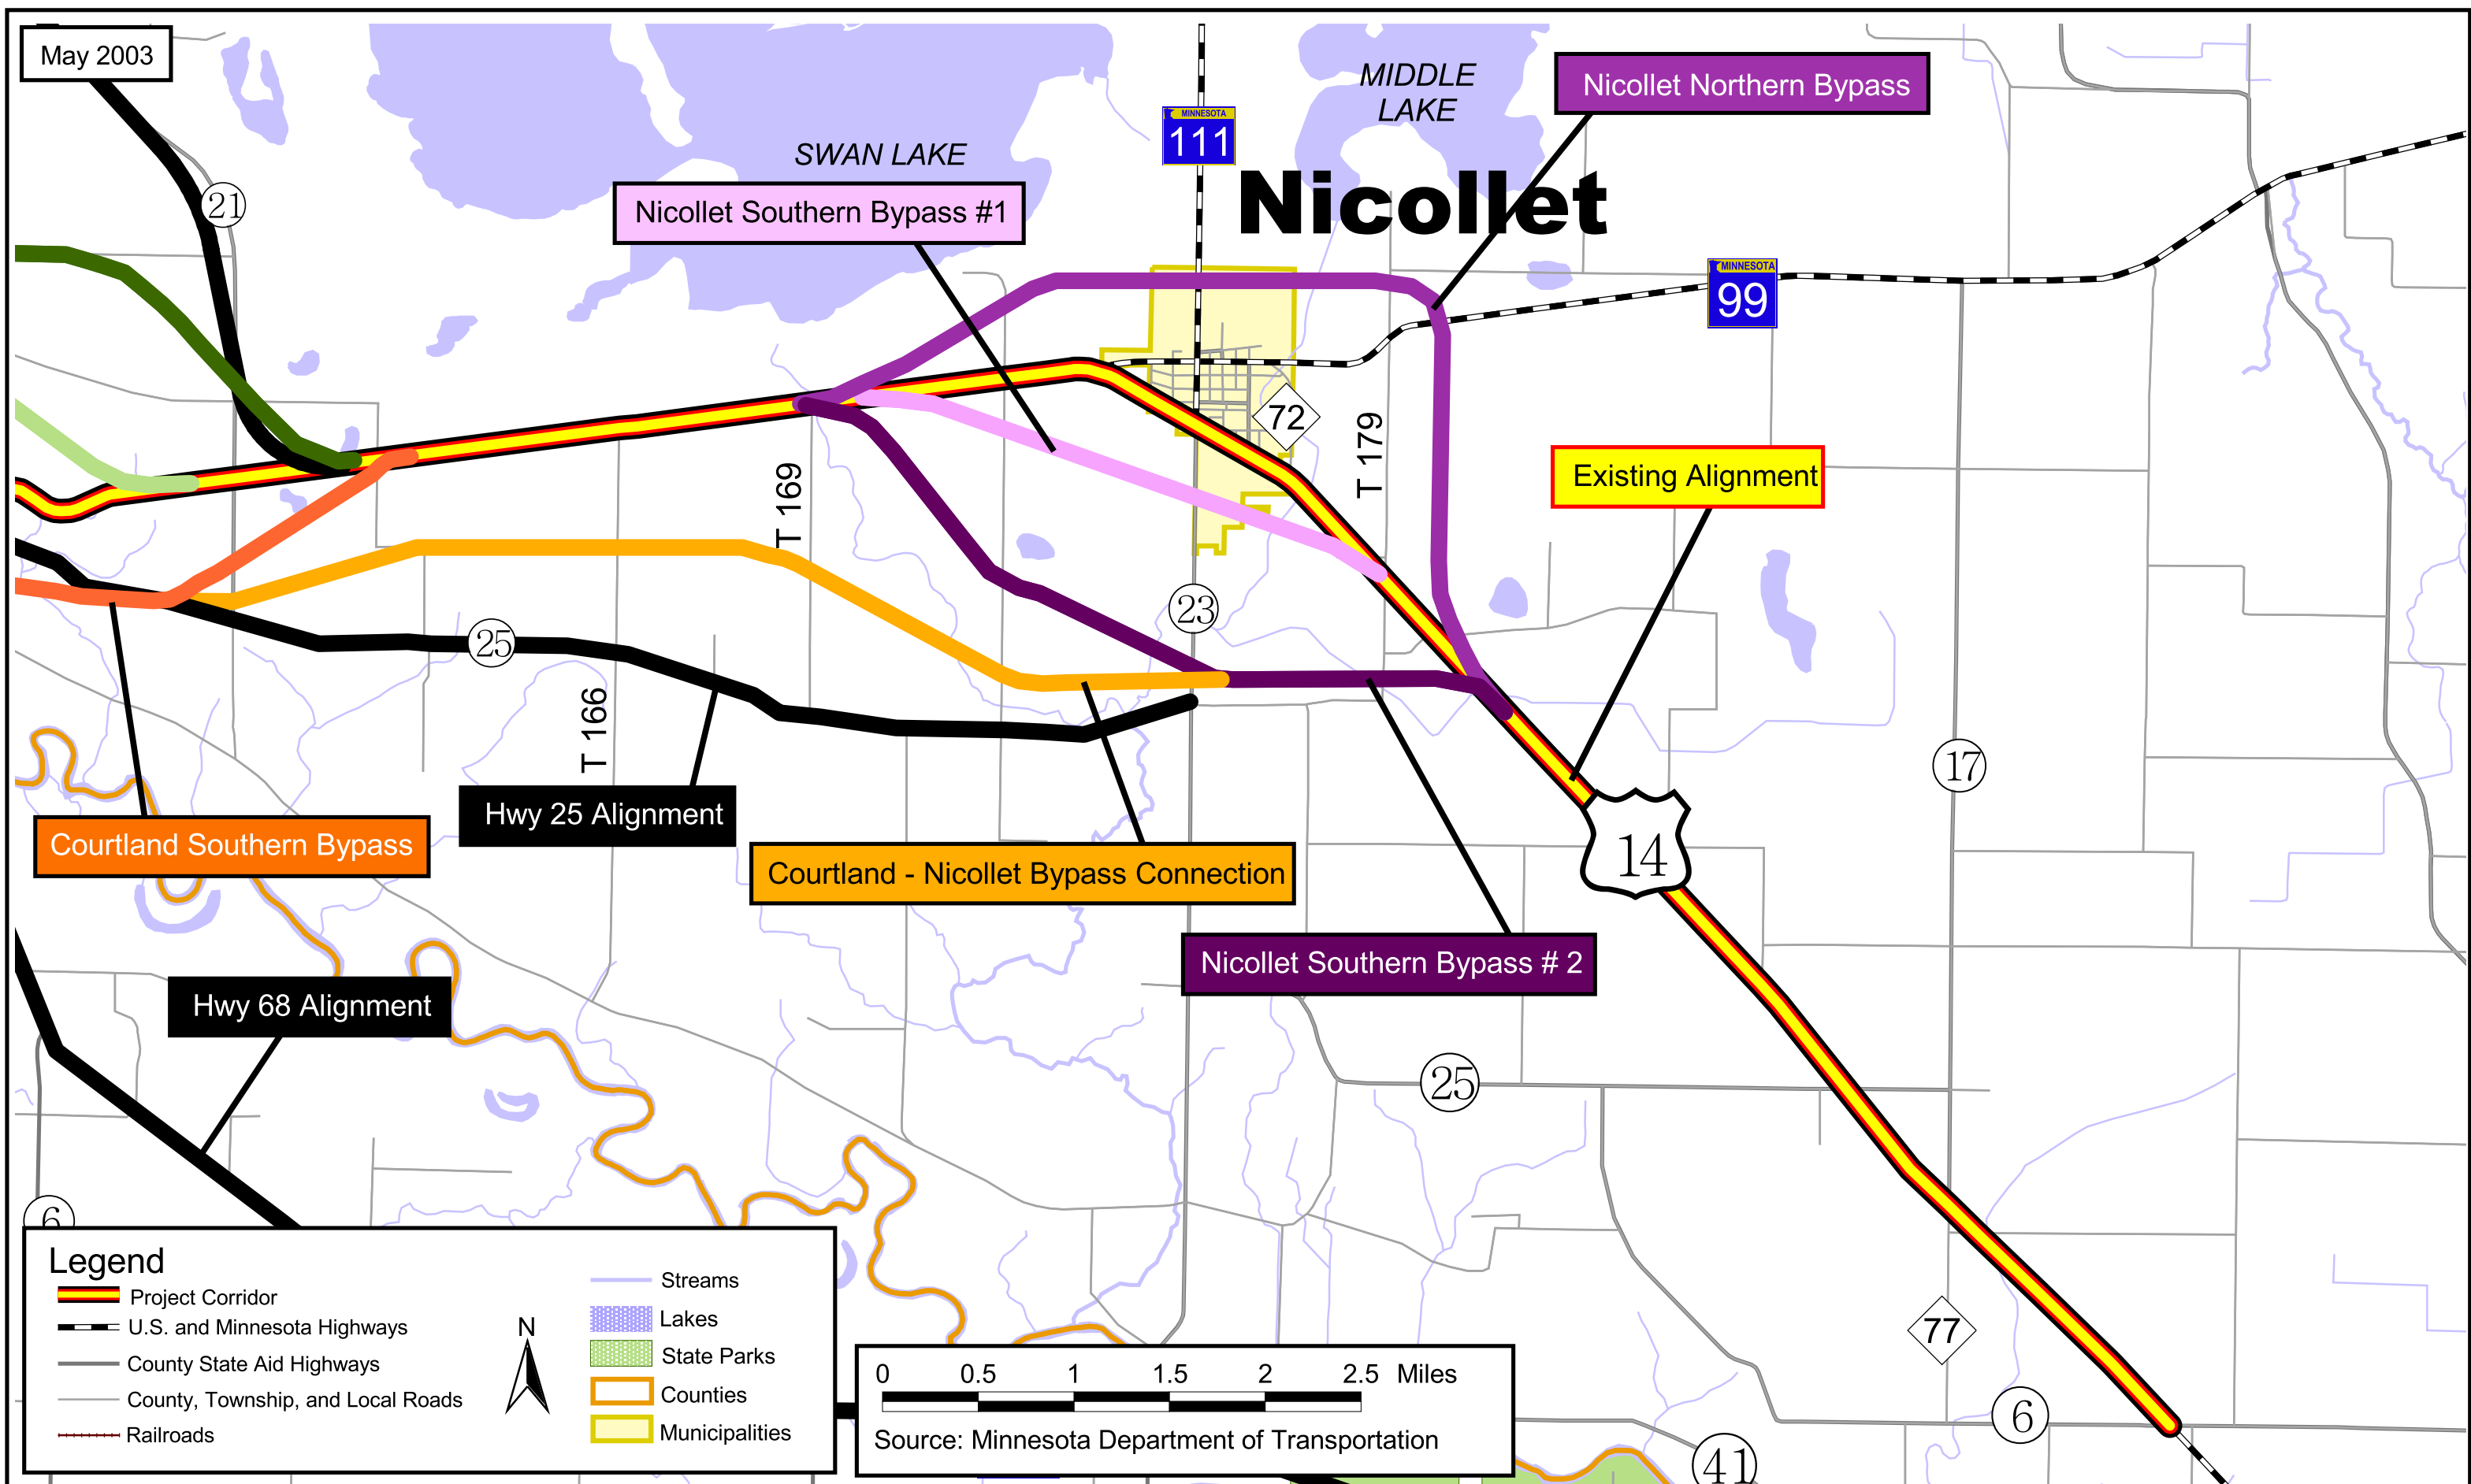 May 2003
MIDDLE
LAKE
Nicollet Northern Bypass
MINNESOTA
111
SWAN LAKE
Nicollet
21
Nicollet Southern Bypass #1
MINNESOTA
99
72
T 179
T 169
Existing Alignment
23
25
T 166
17
Hwy 25 Alignment
Courtland Southern Bypass
14
Courtland - Nicollet Bypass Connection
Nicollet Southern Bypass # 2
Hwy 68 Alignment
25
6
77
6
41
Legend
Project Corridor
U.S. and Minnesota Highways
County State Aid Highways
County, Township, and Local Roads
Railroads
N
Streams
Lakes
State Parks
Counties
Municipalities
0 0.5 1 1.5 2 2.5 Miles
Source: Minnesota Department of Transportation